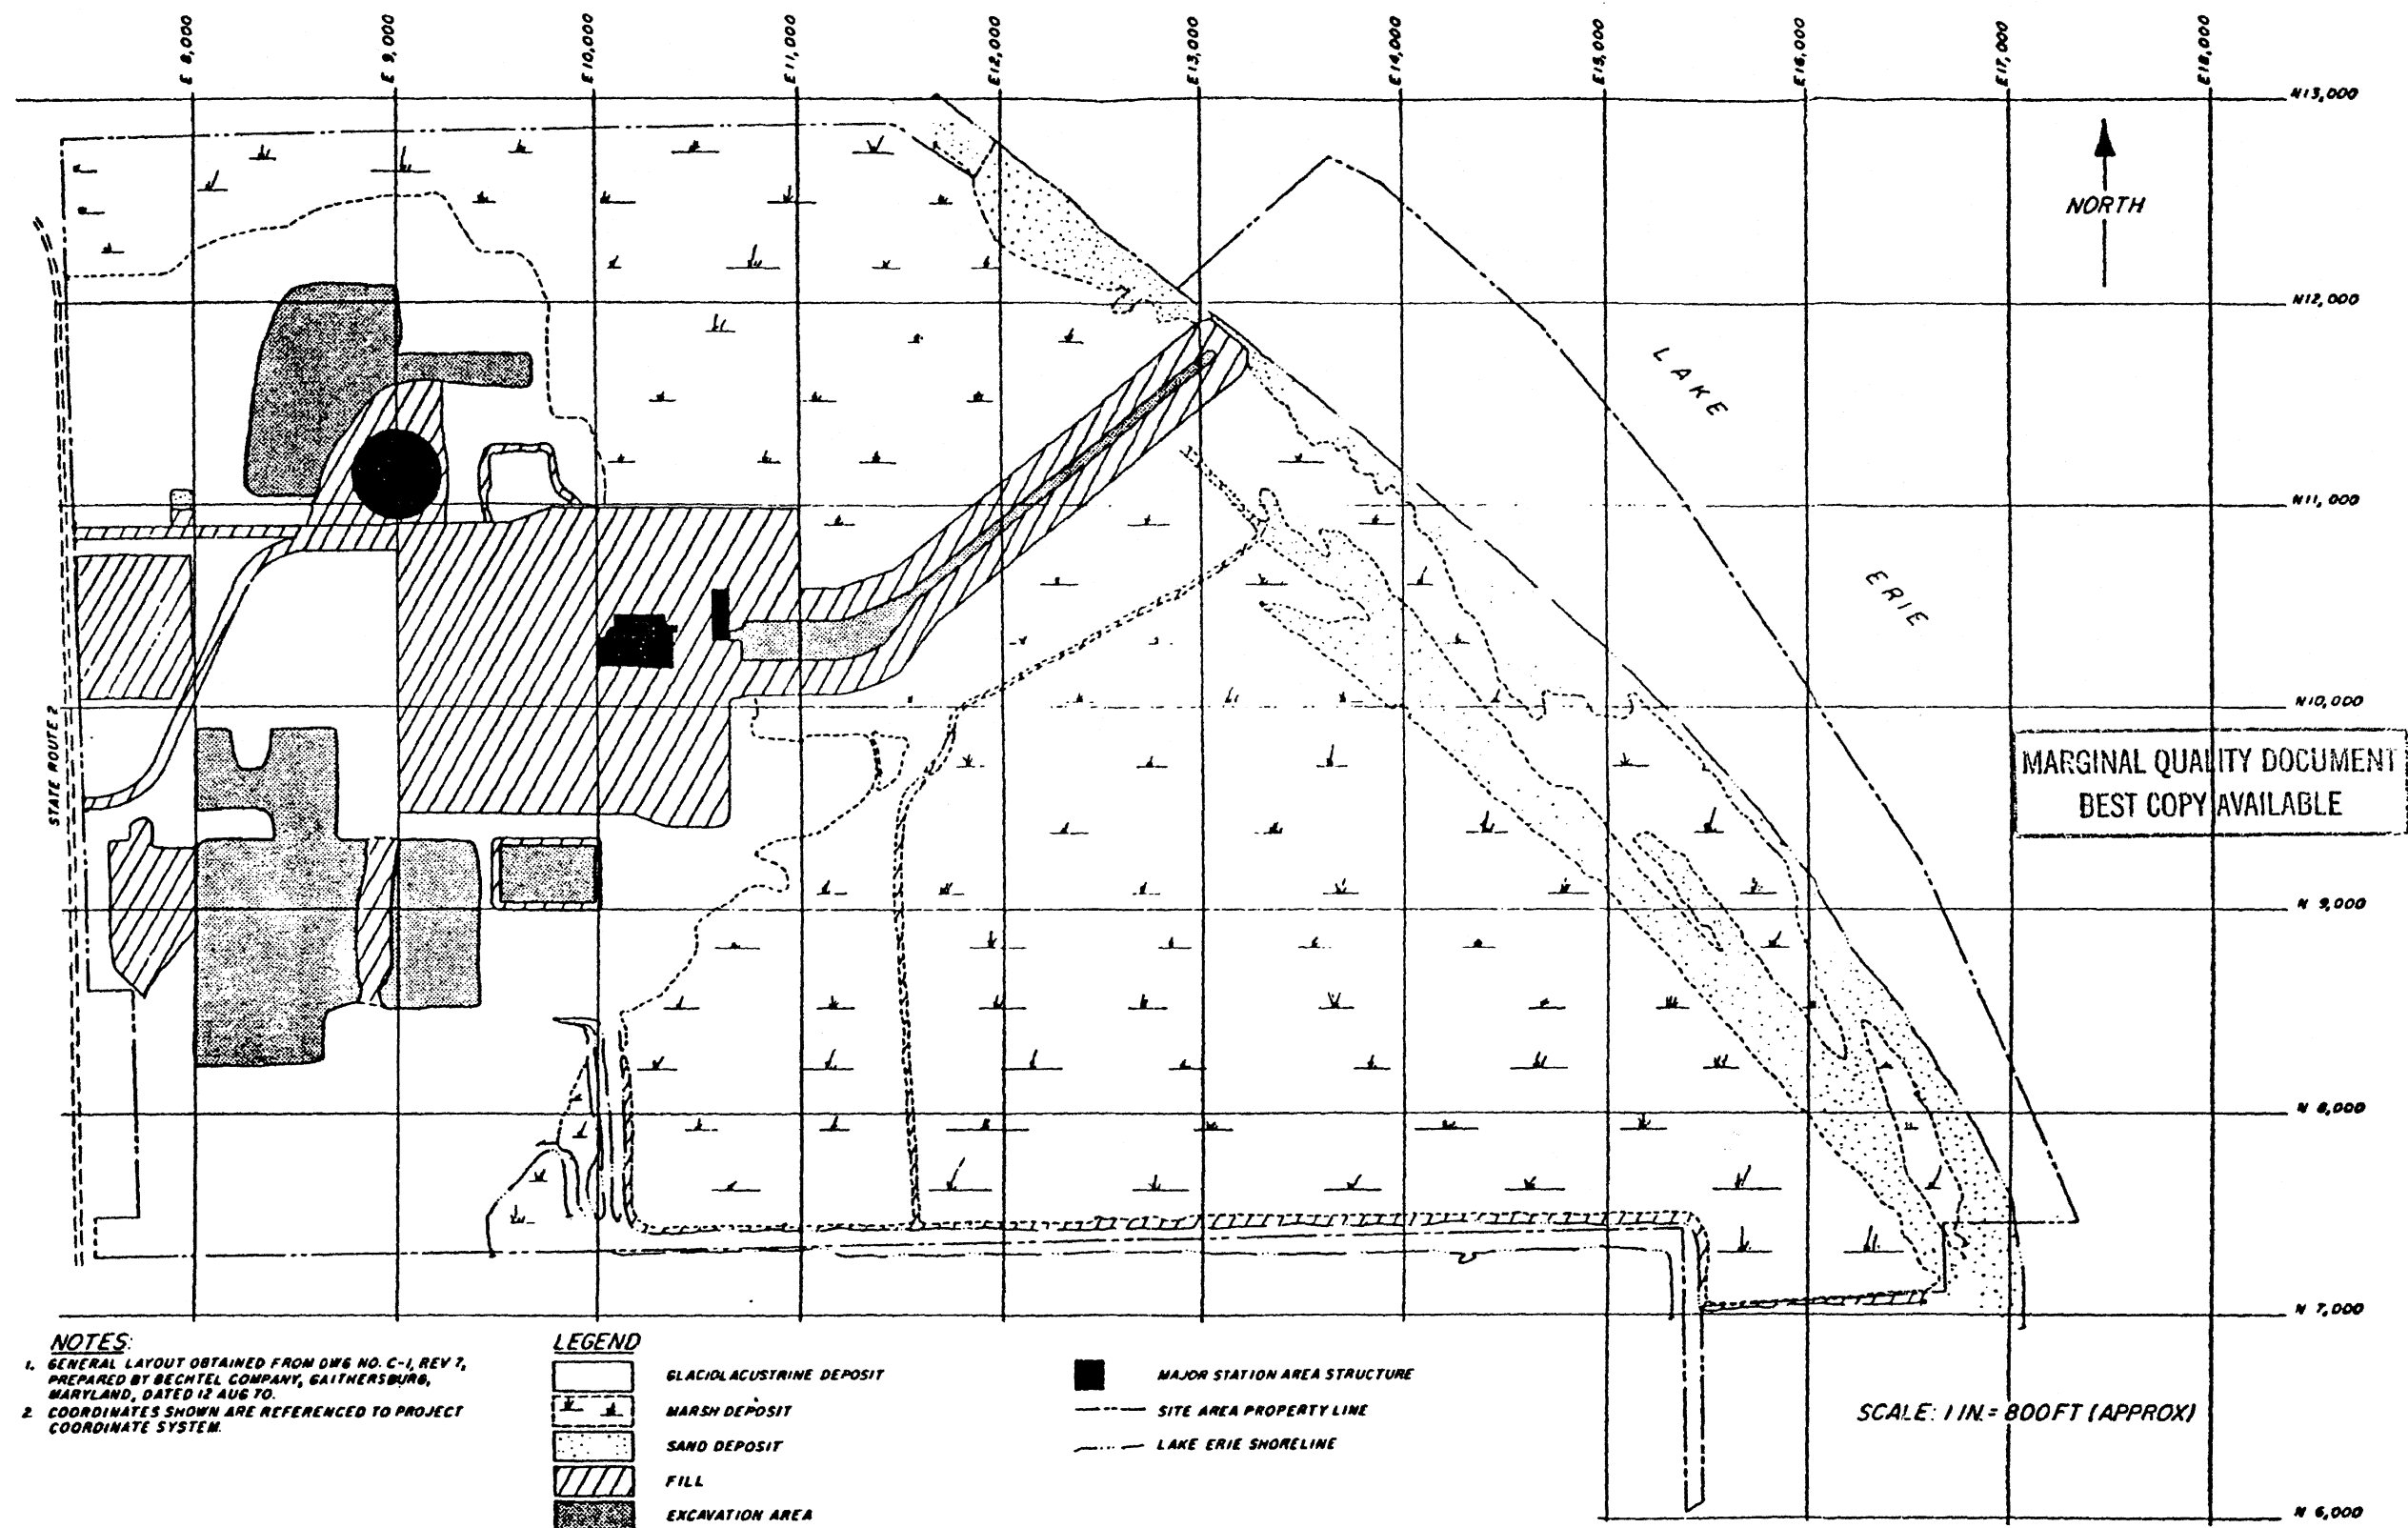 E 8,000
E 9,000
E 10,000
E 11,000
E 12,000
E 13,000
E 14,000
E 15,000
E 16,000
E 17,000
E 18,000
N 13,000
NORTH
N 12,000
LAKE
ERIE
N 11,000
N 10,000
STATE ROUTE 2
MARGINAL QUALITY DOCUMENT
BEST COPY AVAILABLE
N 9,000
N 8,000
N 7,000
N 6,000
NOTES:
1. GENERAL LAYOUT OBTAINED FROM DWG NO. C-1, REV 7,
PREPARED BY BECHTEL COMPANY, GAITHERSBURG,
MARYLAND, DATED 12 AUG 70.
2. COORDINATES SHOWN ARE REFERENCED TO PROJECT
COORDINATE SYSTEM.
LEGEND
GLACIOLACUSTRINE DEPOSIT
MARSH DEPOSIT
SAND DEPOSIT
FILL
EXCAVATION AREA
MAJOR STATION AREA STRUCTURE
SITE AREA PROPERTY LINE
LAKE ERIE SHORELINE
SCALE: 1 IN. = 800 FT (APPROX)